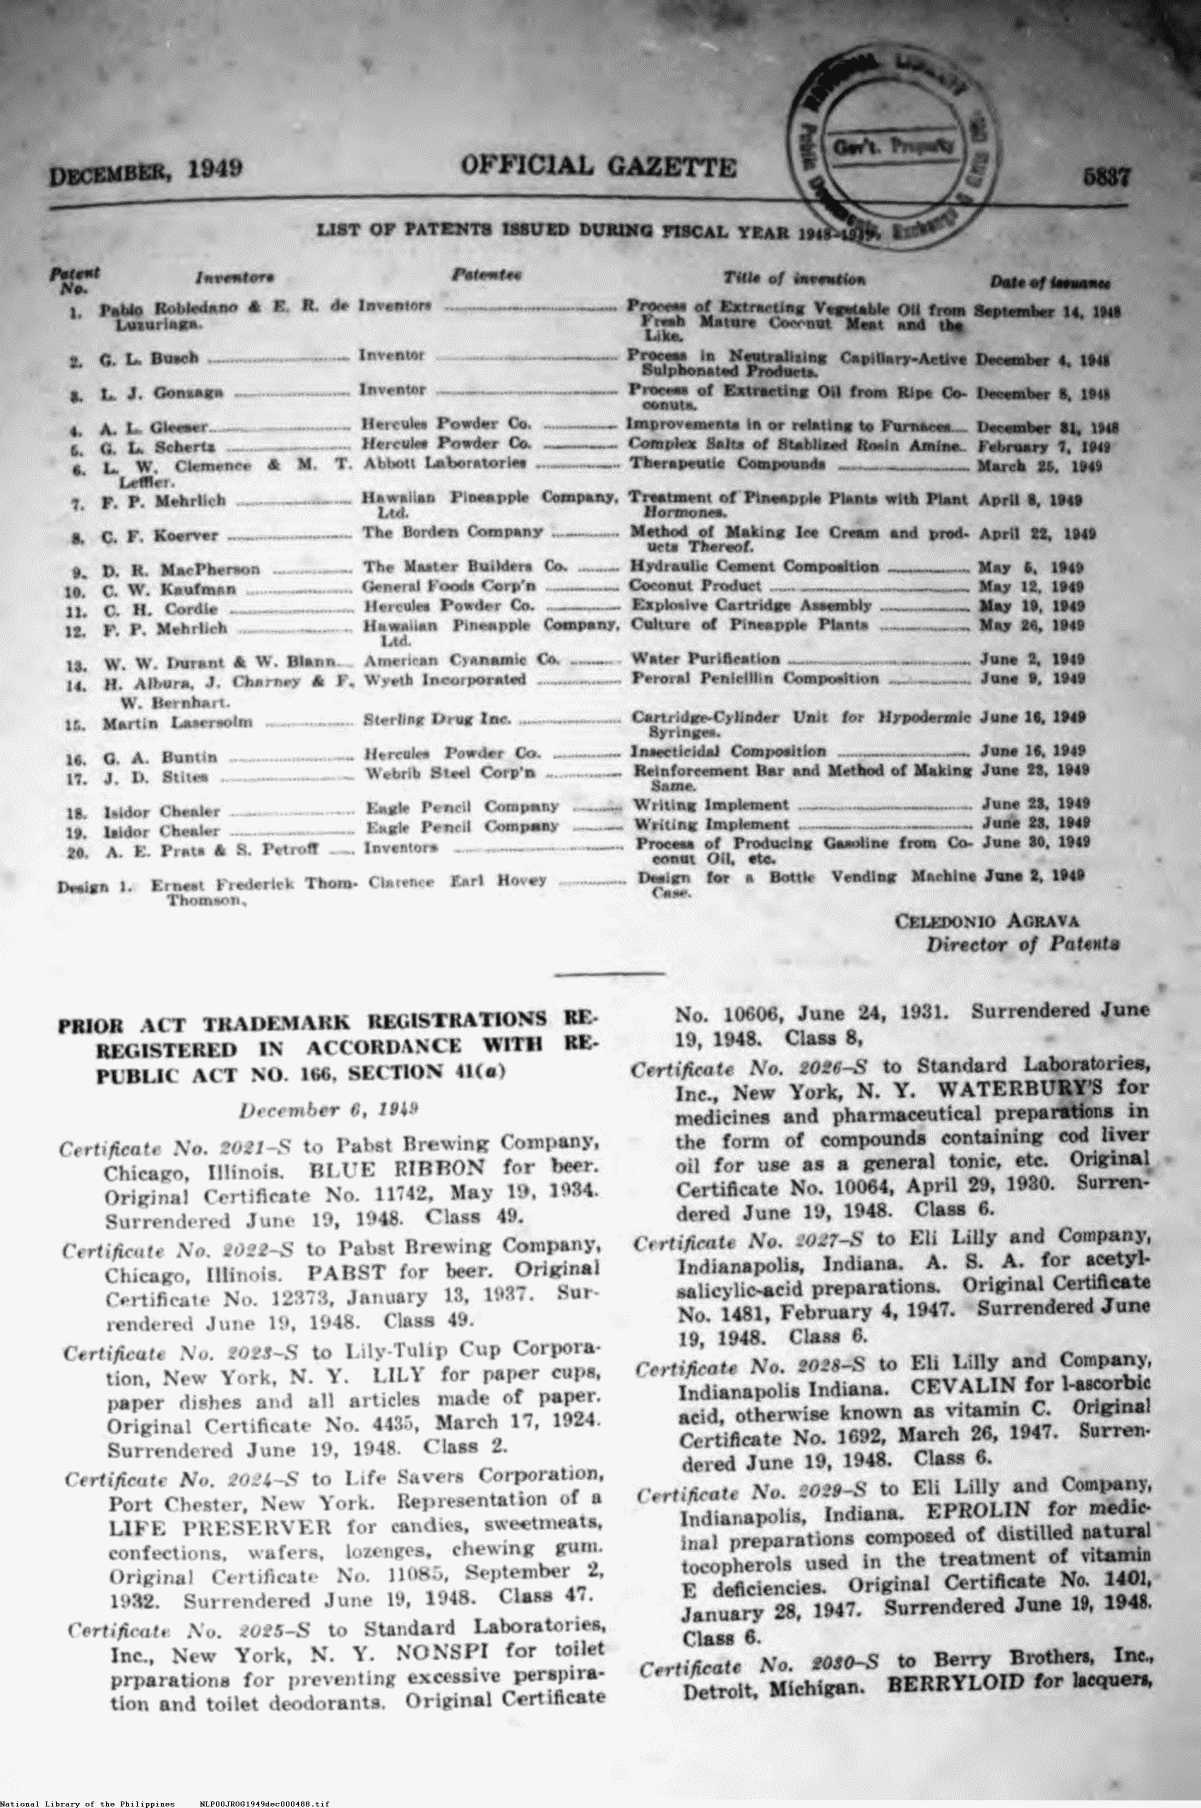 DECEMBER, 1949 OFFICIAL GAZETTE 5837
NATIONAL LIBRARY
Gov't. Property
Public Documents, Exchange &
LIST OF PATENTS ISSUED DURING FISCAL YEAR 1948-1949
Patent No. Inventors Patentee Title of invention Date of issuance
1. Pablo Robledano & E. R. de Inventors Process of Extracting Vegetable Oil from September 14, 1948
Luzuriaga. Fresh Mature Coconut Meat and the
Like.
2. G. L. Busch Inventor Process in Neutralizing Capillary-Active December 4, 1948
Sulphonated Products.
3. L. J. Gonzaga Inventor Process of Extracting Oil from Ripe Co- December 8, 1948
conuts.
4. A. L. Gleeser Hercules Powder Co. Improvements in or relating to Furnaces December 31, 1948
5. G. L. Schertz Hercules Powder Co. Complex Salts of Stablized Rosin Amine February 7, 1949
6. L. W. Clemence & M. T. Abbott Laboratories Therapeutic Compounds March 25, 1949
Leffler.
7. F. P. Mehrlich Hawaiian Pineapple Company, Treatment of Pineapple Plants with Plant April 8, 1949
Ltd. Hormones.
8. C. F. Koerver The Borden Company Method of Making Ice Cream and prod- April 22, 1949
ucts Thereof.
9. D. R. MacPherson The Master Builders Co. Hydraulic Cement Composition May 5, 1949
10. C. W. Kaufman General Foods Corp'n Coconut Product May 12, 1949
11. C. H. Cordie Hercules Powder Co. Explosive Cartridge Assembly May 19, 1949
12. F. P. Mehrlich Hawaiian Pineapple Company, Culture of Pineapple Plants May 26, 1949
Ltd.
13. W. W. Durant & W. Blann American Cyanamic Co. Water Purification June 2, 1949
14. H. Albura, J. Charney & F. Wyeth Incorporated Peroral Penicillin Composition June 9, 1949
W. Bernhart.
15. Martin Lasersolm Sterling Drug Inc. Cartridge-Cylinder Unit for Hypodermic June 16, 1949
Syringes.
16. G. A. Buntin Hercules Powder Co. Insecticidal Composition June 16, 1949
17. J. D. Stites Webrib Steel Corp'n Reinforcement Bar and Method of Making June 23, 1949
Same.
18. Isidor Chesler Eagle Pencil Company Writing Implement June 23, 1949
19. Isidor Chesler Eagle Pencil Company Writing Implement June 23, 1949
20. A. E. Prats & S. Petroff Inventors Process of Producing Gasoline from Co- June 30, 1949
conut Oil, etc.
Design 1. Ernest Frederick Thom- Clarence Earl Hovey Design for a Bottle Vending Machine June 2, 1949
Thomson, Case.
CELEDONIO AGRAVA
Director of Patents
PRIOR ACT TRADEMARK REGISTRATIONS RE-
REGISTERED IN ACCORDANCE WITH RE-
PUBLIC ACT NO. 166, SECTION 41(a)
December 6, 1949
Certificate No. 2021-S to Pabst Brewing Company,
Chicago, Illinois. BLUE RIBBON for beer.
Original Certificate No. 11742, May 19, 1934.
Surrendered June 19, 1948. Class 49.
Certificate No. 2022-S to Pabst Brewing Company,
Chicago, Illinois. PABST for beer. Original
Certificate No. 12373, January 13, 1937. Sur-
rendered June 19, 1948. Class 49.
Certificate No. 2023-S to Lily-Tulip Cup Corpora-
tion, New York, N. Y. LILY for paper cups,
paper dishes and all articles made of paper.
Original Certificate No. 4435, March 17, 1924.
Surrendered June 19, 1948. Class 2.
Certificate No. 2024-S to Life Savers Corporation,
Port Chester, New York. Representation of a
LIFE PRESERVER for candies, sweetmeats,
confections, wafers, lozenges, chewing gum.
Original Certificate No. 11085, September 2,
1932. Surrendered June 19, 1948. Class 47.
Certificate No. 2025-S to Standard Laboratories,
Inc., New York, N. Y. NONSPI for toilet
prparations for preventing excessive perspira-
tion and toilet deodorants. Original Certificate
No. 10606, June 24, 1931. Surrendered June
19, 1948. Class 8,
Certificate No. 2026-S to Standard Laboratories,
Inc., New York, N. Y. WATERBURY'S for
medicines and pharmaceutical preparations in
the form of compounds containing cod liver
oil for use as a general tonic, etc. Original
Certificate No. 10064, April 29, 1930. Surren-
dered June 19, 1948. Class 6.
Certificate No. 2027-S to Eli Lilly and Company,
Indianapolis, Indiana. A. S. A. for acetyl-
salicylic-acid preparations. Original Certificate
No. 1481, February 4, 1947. Surrendered June
19, 1948. Class 6.
Certificate No. 2028-S to Eli Lilly and Company,
Indianapolis Indiana. CEVALIN for l-ascorbic
acid, otherwise known as vitamin C. Original
Certificate No. 1692, March 26, 1947. Surren-
dered June 19, 1948. Class 6.
Certificate No. 2029-S to Eli Lilly and Company,
Indianapolis, Indiana. EPROLIN for medic-
inal preparations composed of distilled natural
tocopherols used in the treatment of vitamin
E deficiencies. Original Certificate No. 1401,
January 28, 1947. Surrendered June 19, 1948.
Class 6.
Certificate No. 2030-S to Berry Brothers, Inc.,
Detroit, Michigan. BERRYLOID for lacquers,
National Library of the Philippines NLP00JROG1949dec000488.tif